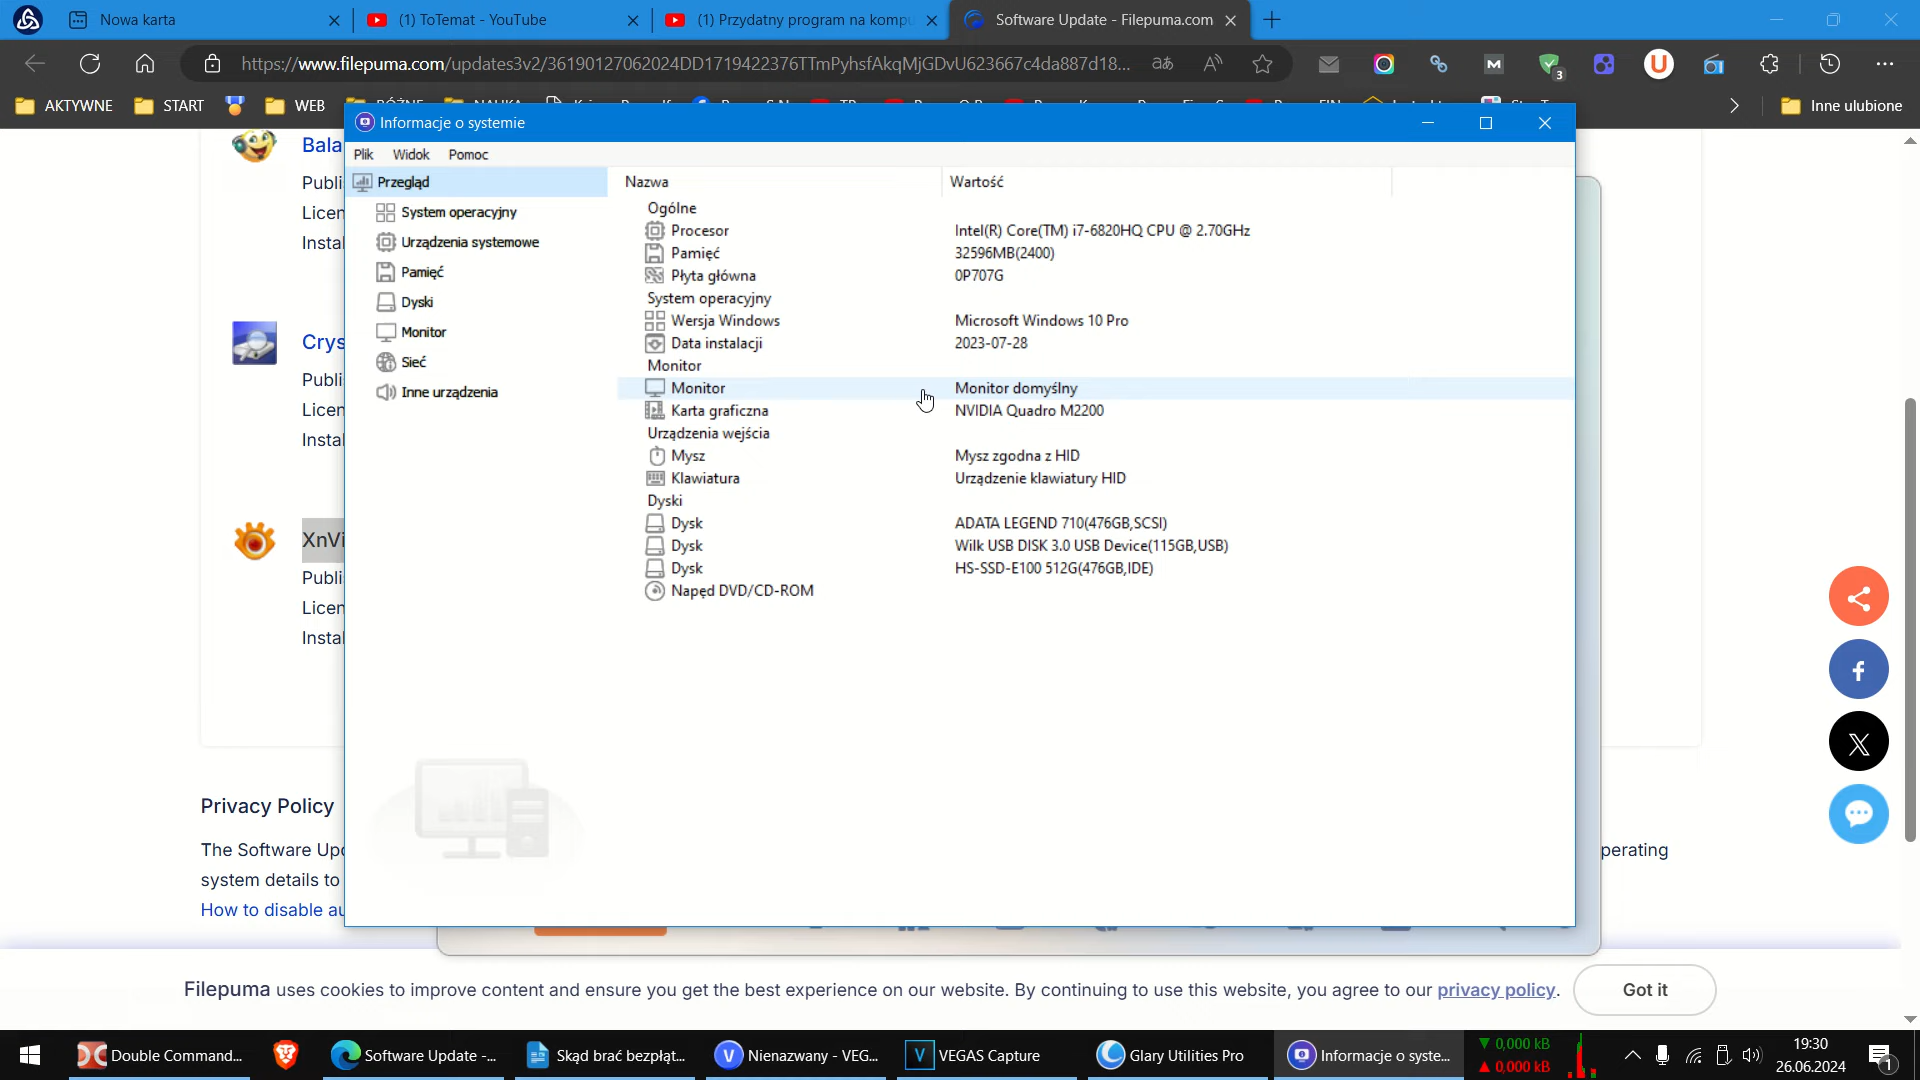 Nowa karta
(1) ToTemat - YouTube
(1) Przydatny program na kompu
Software Update - Filepuma.com
https://www.filepuma.com/updates3v2/36190127062024DD1719422376TTmPyhsfAkqMjGDvU623667c4da887d18...
AKTYWNE
START
WEB
Inne ulubione
Informacje o systemie
Plik Widok Pomoc
Przegląd
System operacyjny
Urządzenia systemowe
Pamięć
Dyski
Monitor
Sieć
Inne urządzenia
Nazwa Wartość
Ogólne
Procesor Intel(R) Core(TM) i7-6820HQ CPU @ 2.70GHz
Pamięć 32596MB(2400)
Płyta główna 0P707G
System operacyjny
Wersja Windows Microsoft Windows 10 Pro
Data instalacji 2023-07-28
Monitor
Monitor Monitor domyślny
Karta graficzna NVIDIA Quadro M2200
Urządzenia wejścia
Mysz Mysz zgodna z HID
Klawiatura Urządzenie klawiatury HID
Dyski
Dysk ADATA LEGEND 710(476GB,SCSI)
Dysk Wilk USB DISK 3.0 USB Device(115GB,USB)
Dysk HS-SSD-E100 512G(476GB,IDE)
Napęd DVD/CD-ROM
Bala
Publi
Licen
Insta
Crys
Publi
Licen
Insta
XnVi
Publi
Licen
Insta
Privacy Policy
The Software Upd
perating
system details to
How to disable au
Filepuma uses cookies to improve content and ensure you get the best experience on our website. By continuing to use this website, you agree to our privacy policy.
Got it
Double Command...
Software Update -...
Skąd brać bezpłat...
Nienazwany - VEG...
VEGAS Capture
Glary Utilities Pro
Informacje o syste...
0,000 kB
0,000 kB
19:30
26.06.2024
1